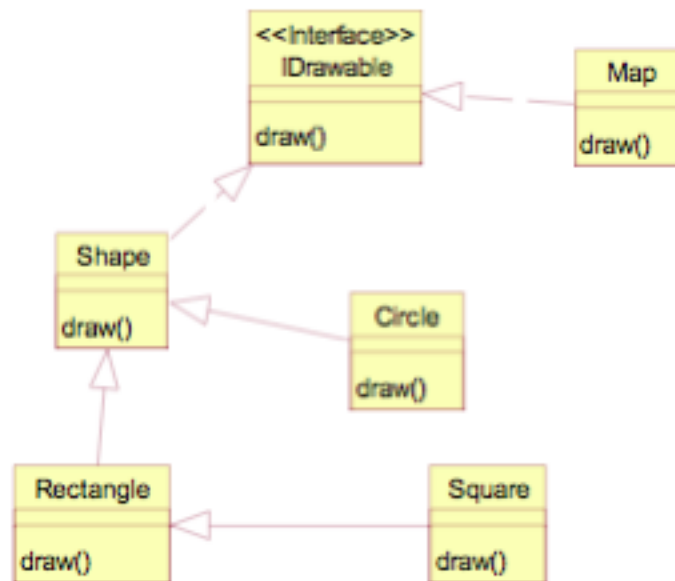 <<Interface>>
IDrawable
draw()
Map
draw()
Shape
draw()
Circle
draw()
Rectangle
draw()
Square
draw()